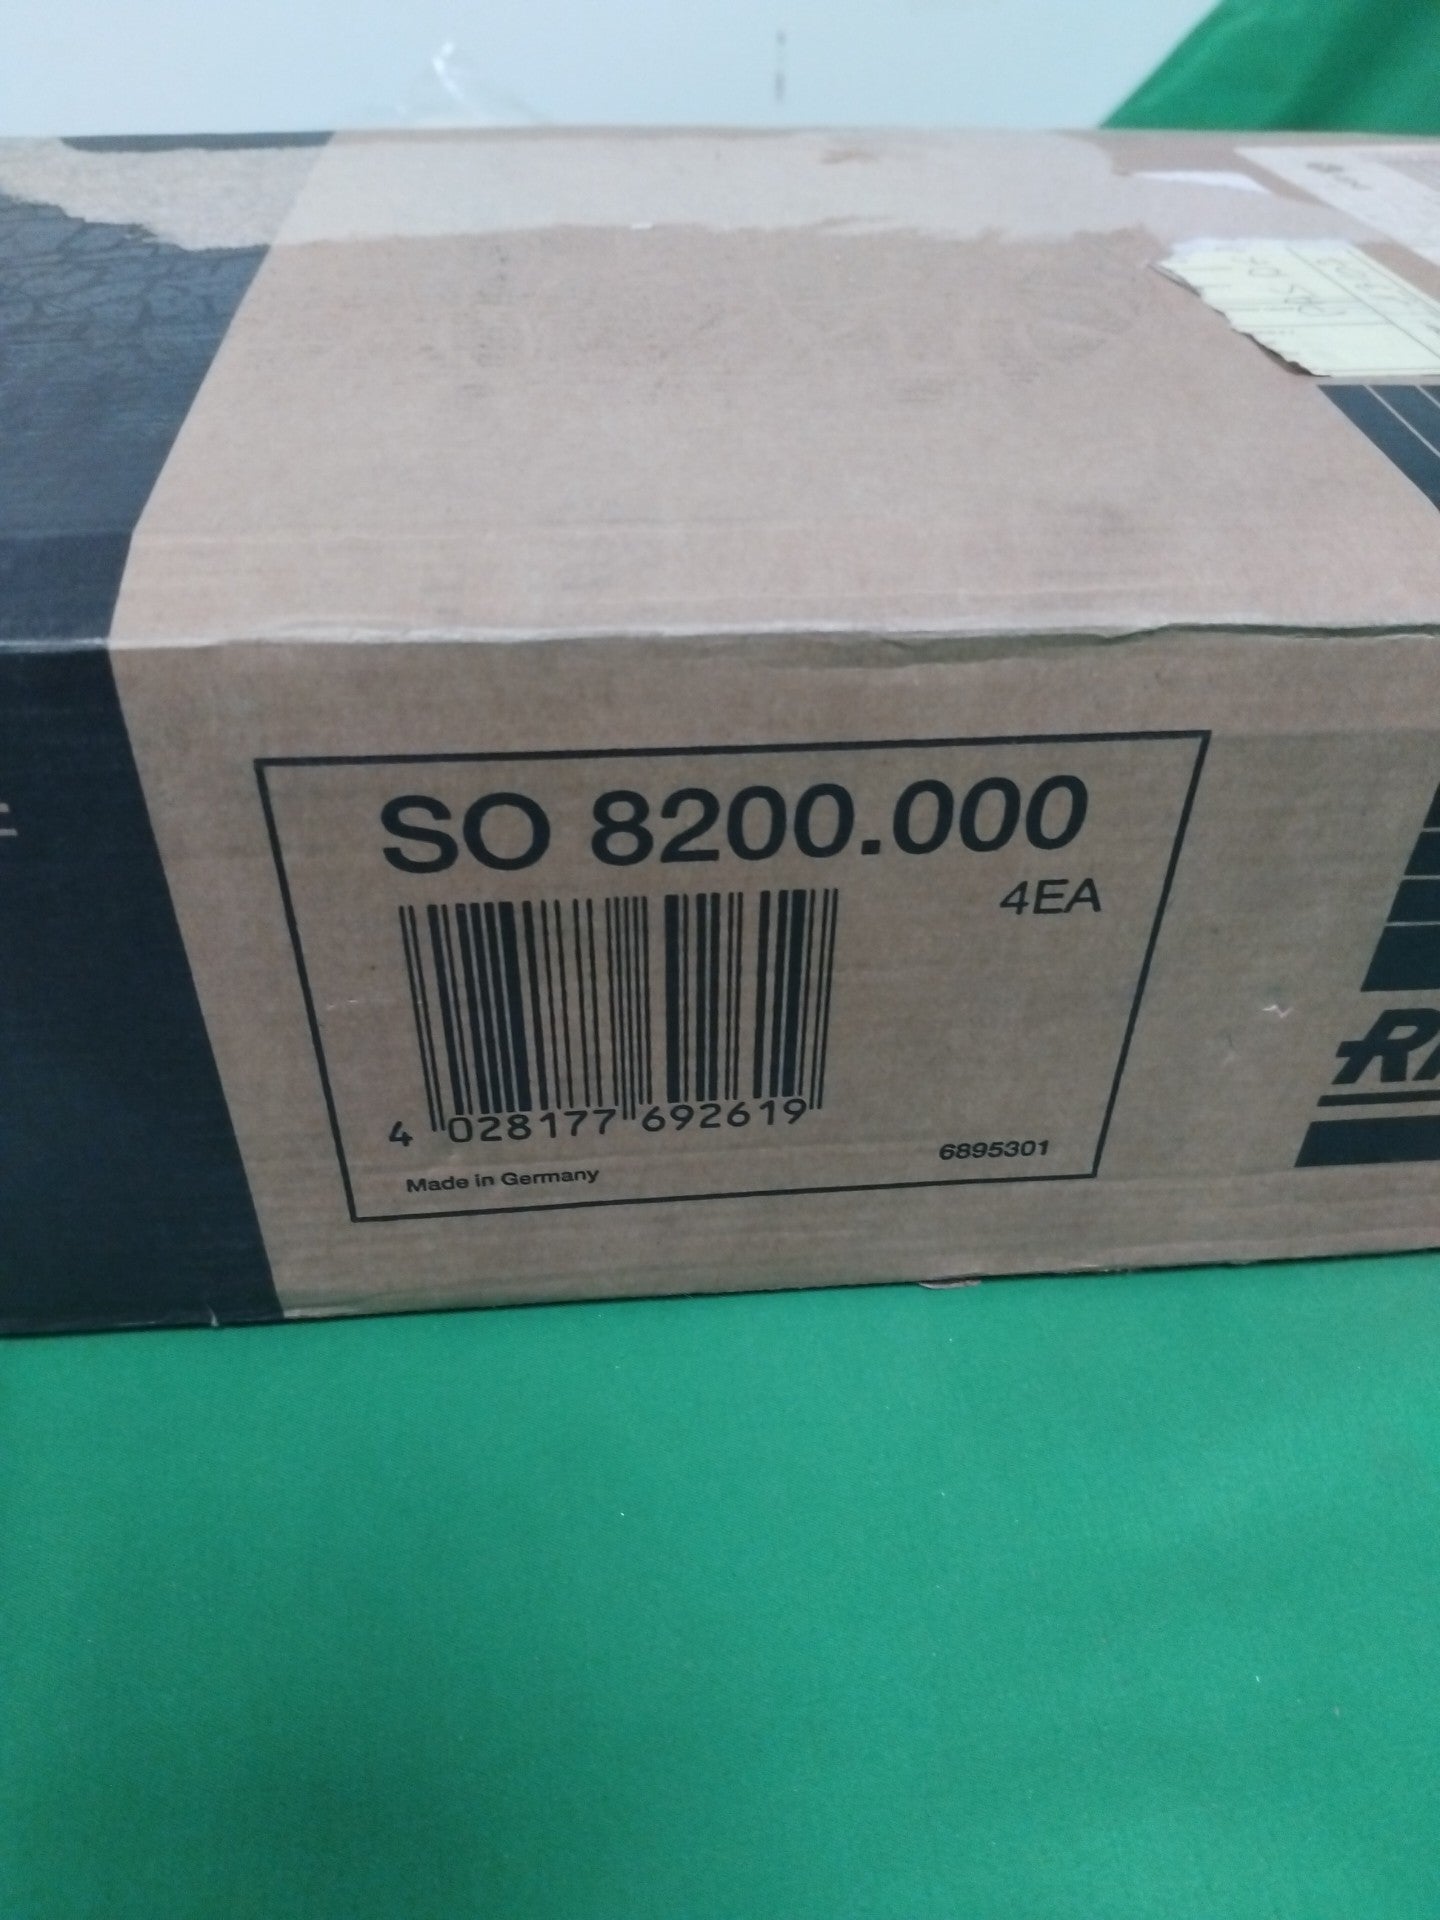 SO 8200.000
4EA
4 028177 692619
6895301
Made in Germany